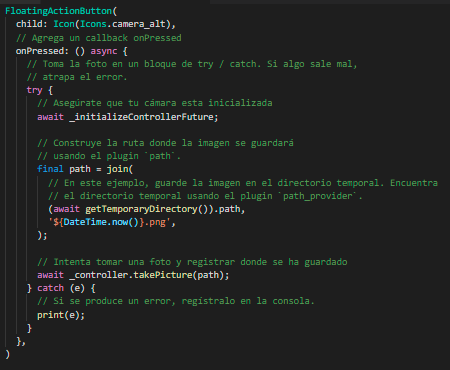 FloatingActionButton(
child: Icon(Icons.camera_alt),
// Agrega un callback onPressed
onPressed: () async {
// Toma la foto en un bloque de try / catch. Si algo sale mal,
// atrapa el error.
try {
// Asegúrate que tu cámara esta inicializada
await _initializeControllerFuture;
// Construye la ruta donde la imagen se guardará
// usando el plugin `path`.
final path = join(
// En este ejemplo, guarde la imagen en el directorio temporal. Encuentra
// el directorio temporal usando el plugin `path_provider`.
(await getTemporaryDirectory()).path,
'${DateTime.now()}.png',
);
// Intenta tomar una foto y registrar donde se ha guardado
await _controller.takePicture(path);
} catch (e) {
// Si se produce un error, regístralo en la consola.
print(e);
}
},
)